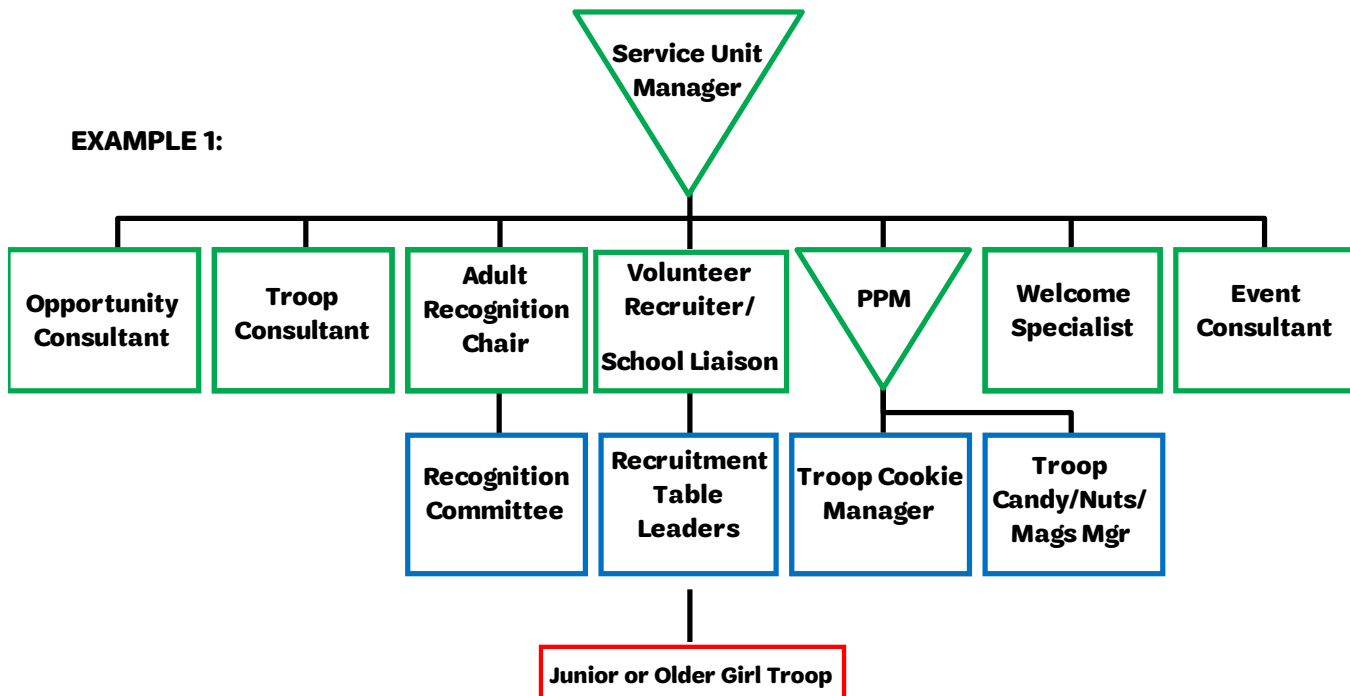 Service Unit
Manager
EXAMPLE 1:
Opportunity
Consultant
Troop
Consultant
Adult
Recognition
Chair
Volunteer
Recruiter/
School Liaison
PPM
Welcome
Specialist
Event
Consultant
Recognition
Committee
Recruitment
Table
Leaders
Troop Cookie
Manager
Troop
Candy/Nuts/
Mags Mgr
Junior or Older Girl Troop